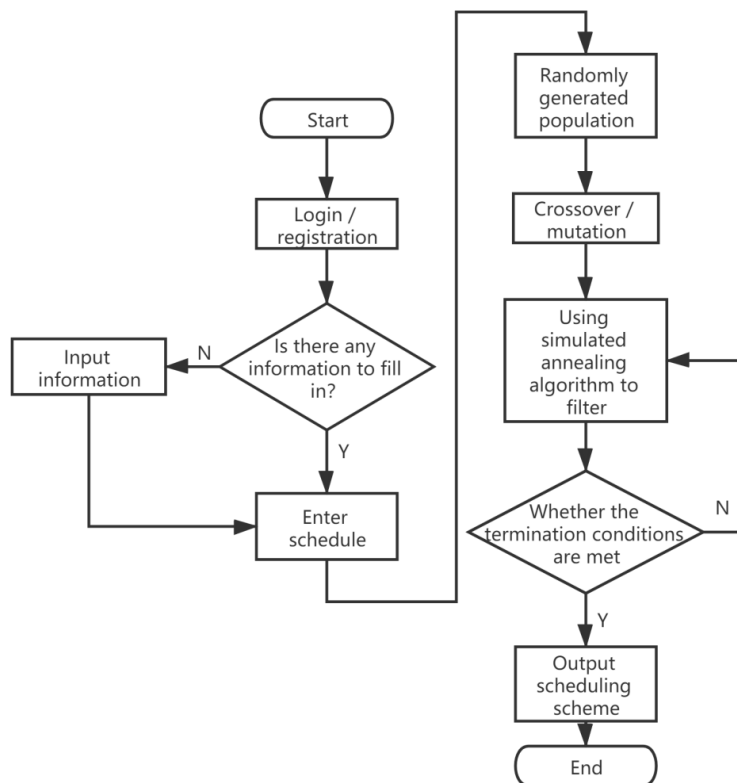 Start
Login /
registration
Is there any
information to fill
in?
N
Input
information
Y
Enter
schedule
Randomly
generated
population
Crossover /
mutation
Using
simulated
annealing
algorithm to
filter
Whether the
termination conditions
are met
N
Y
Output
scheduling
scheme
End